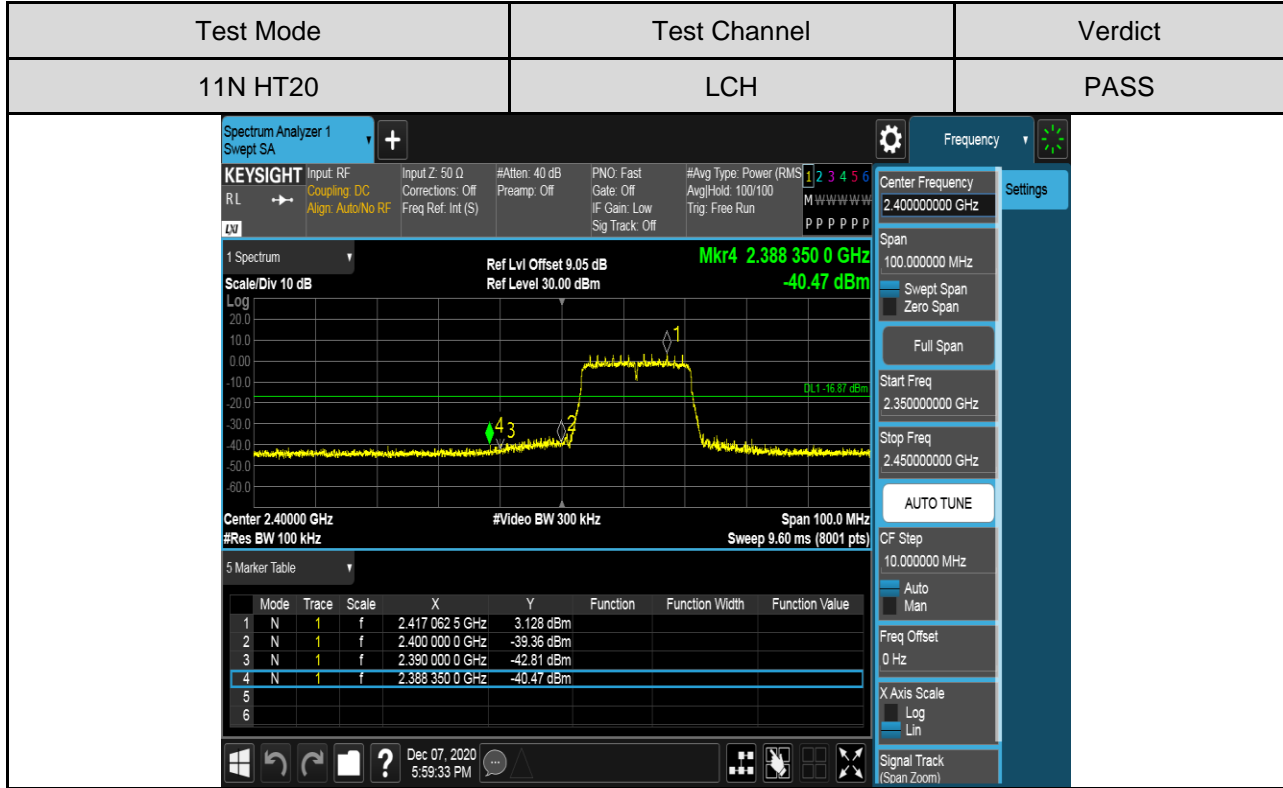 Test Mode Test Channel Verdict
11N HT20 LCH PASS
Spectrum Analyzer 1
Swept SA
+
Frequency
KEYSIGHT Input: RF Input Z: 50 Ω #Atten: 40 dB PNO: Fast #Avg Type: Power (RMS 1 2 3 4 5 6
RL Coupling: DC Corrections: Off Preamp: Off Gate: Off Avg|Hold: 100/100 M W W W W W
Align: Auto/No RF Freq Ref: Int (S) IF Gain: Low Trig: Free Run
LXI Sig Track: Off P P P P P P
1 Spectrum
Ref Lvl Offset 9.05 dB
Mkr4 2.388 350 0 GHz
Scale/Div 10 dB
Ref Level 30.00 dBm
-40.47 dBm
Log
20.0
10.0
0.00
-10.0
-20.0
-30.0
-40.0
-50.0
-60.0
1
DL1 -16.87 dBm
4 3 2
Center 2.40000 GHz #Video BW 300 kHz Span 100.0 MHz
#Res BW 100 kHz Sweep 9.60 ms (8001 pts)
5 Marker Table
Mode Trace Scale X Y Function Function Width Function Value
1 N 1 f 2.417 062 5 GHz 3.128 dBm
2 N 1 f 2.400 000 0 GHz -39.36 dBm
3 N 1 f 2.390 000 0 GHz -42.81 dBm
4 N 1 f 2.388 350 0 GHz -40.47 dBm
5
6
? Dec 07, 2020
5:59:33 PM
Settings
Center Frequency
2.400000000 GHz
Span
100.000000 MHz
Swept Span
Zero Span
Full Span
Start Freq
2.350000000 GHz
Stop Freq
2.450000000 GHz
AUTO TUNE
CF Step
10.000000 MHz
Auto
Man
Freq Offset
0 Hz
X Axis Scale
Log
Lin
Signal Track
(Span Zoom)